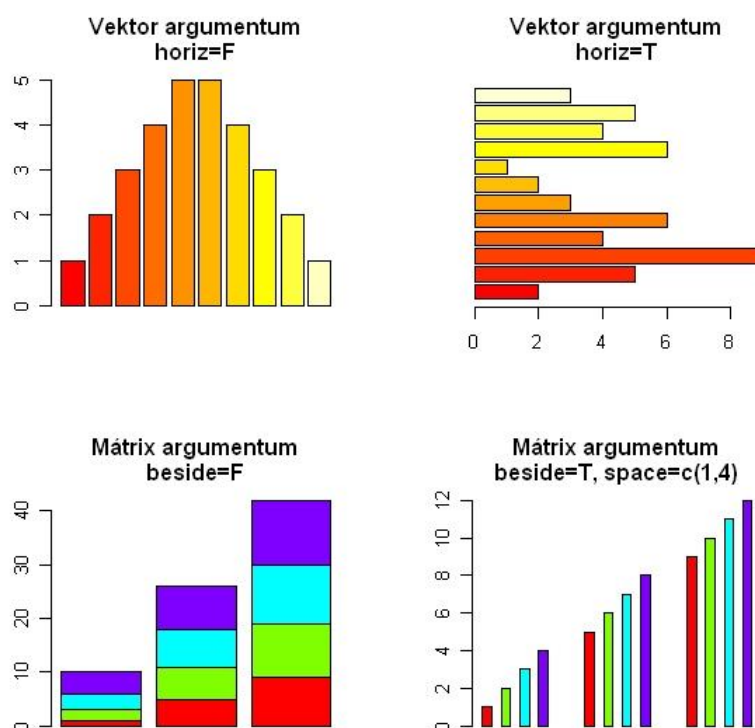 Vektor argumentum
horiz=F
5
4
3
2
1
0
Vektor argumentum
horiz=T
0 2 4 6 8
Mátrix argumentum
beside=F
40
30
20
10
0
Mátrix argumentum
beside=T, space=c(1,4)
12
10
8
6
4
2
0